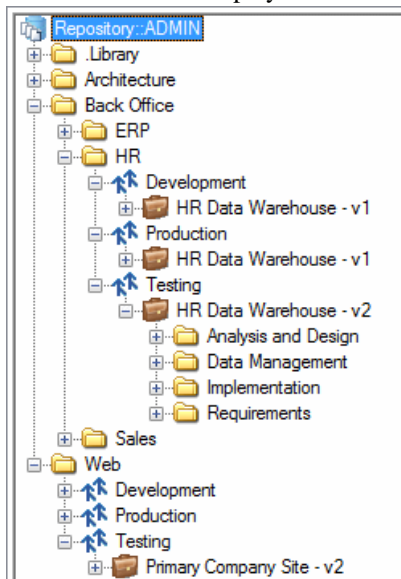 Repository::ADMIN
.Library
Architecture
Back Office
ERP
HR
Development
HR Data Warehouse - v1
Production
HR Data Warehouse - v1
Testing
HR Data Warehouse - v2
Analysis and Design
Data Management
Implementation
Requirements
Sales
Web
Development
Production
Testing
Primary Company Site - v2